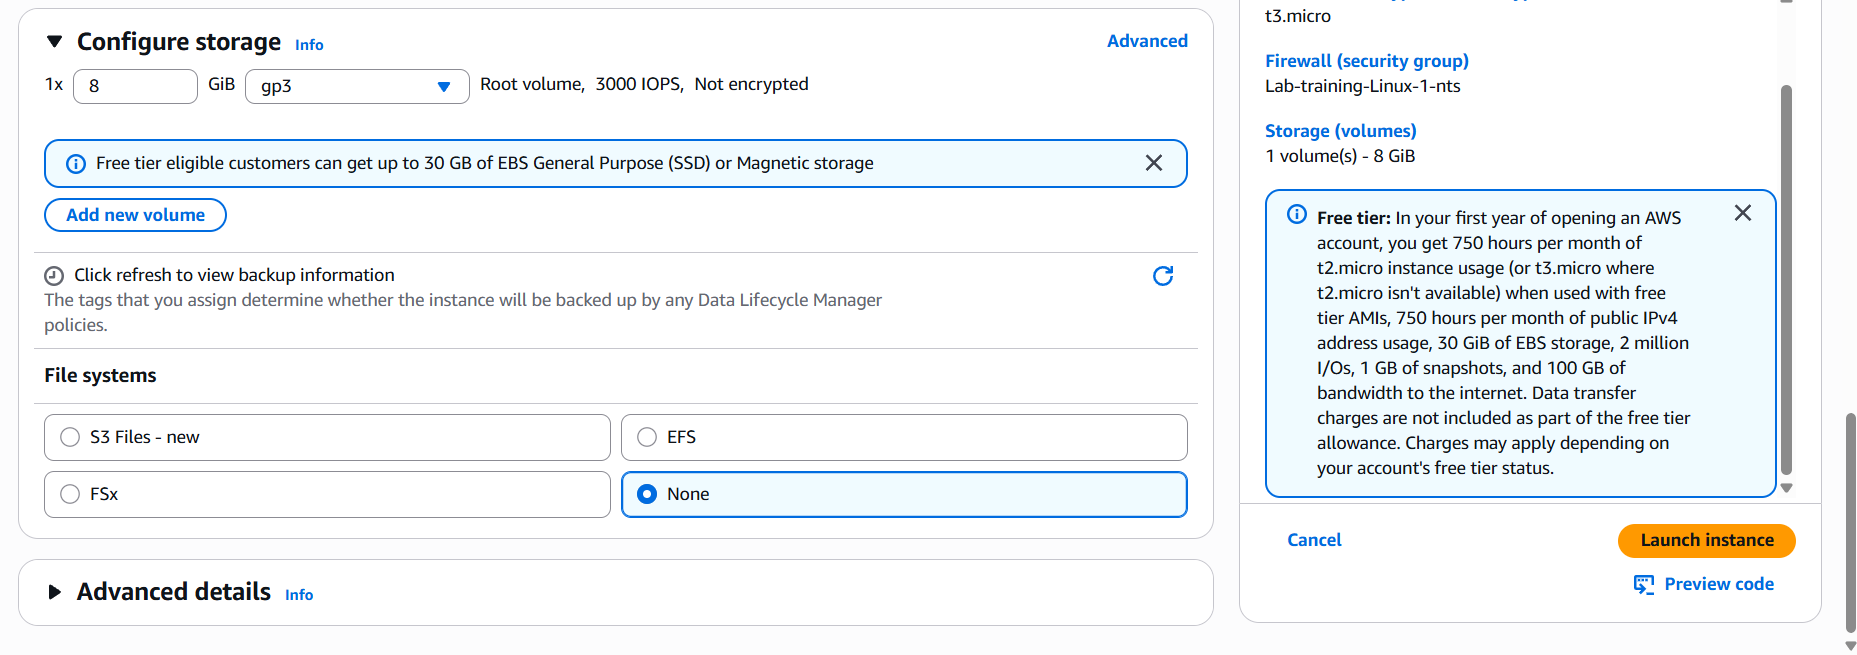 Configure storage Info
Advanced
1x 8 GiB gp3 Root volume, 3000 IOPS, Not encrypted
Free tier eligible customers can get up to 30 GB of EBS General Purpose (SSD) or Magnetic storage
Add new volume
Click refresh to view backup information
The tags that you assign determine whether the instance will be backed up by any Data Lifecycle Manager
policies.
File systems
S3 Files - new
EFS
FSx
None
Advanced details Info
t3.micro
Firewall (security group)
Lab-training-Linux-1-nts
Storage (volumes)
1 volume(s) - 8 GiB
Free tier: In your first year of opening an AWS
account, you get 750 hours per month of
t2.micro instance usage (or t3.micro where
t2.micro isn't available) when used with free
tier AMIs, 750 hours per month of public IPv4
address usage, 30 GiB of EBS storage, 2 million
I/Os, 1 GB of snapshots, and 100 GB of
bandwidth to the internet. Data transfer
charges are not included as part of the free tier
allowance. Charges may apply depending on
your account's free tier status.
Cancel
Launch instance
Preview code